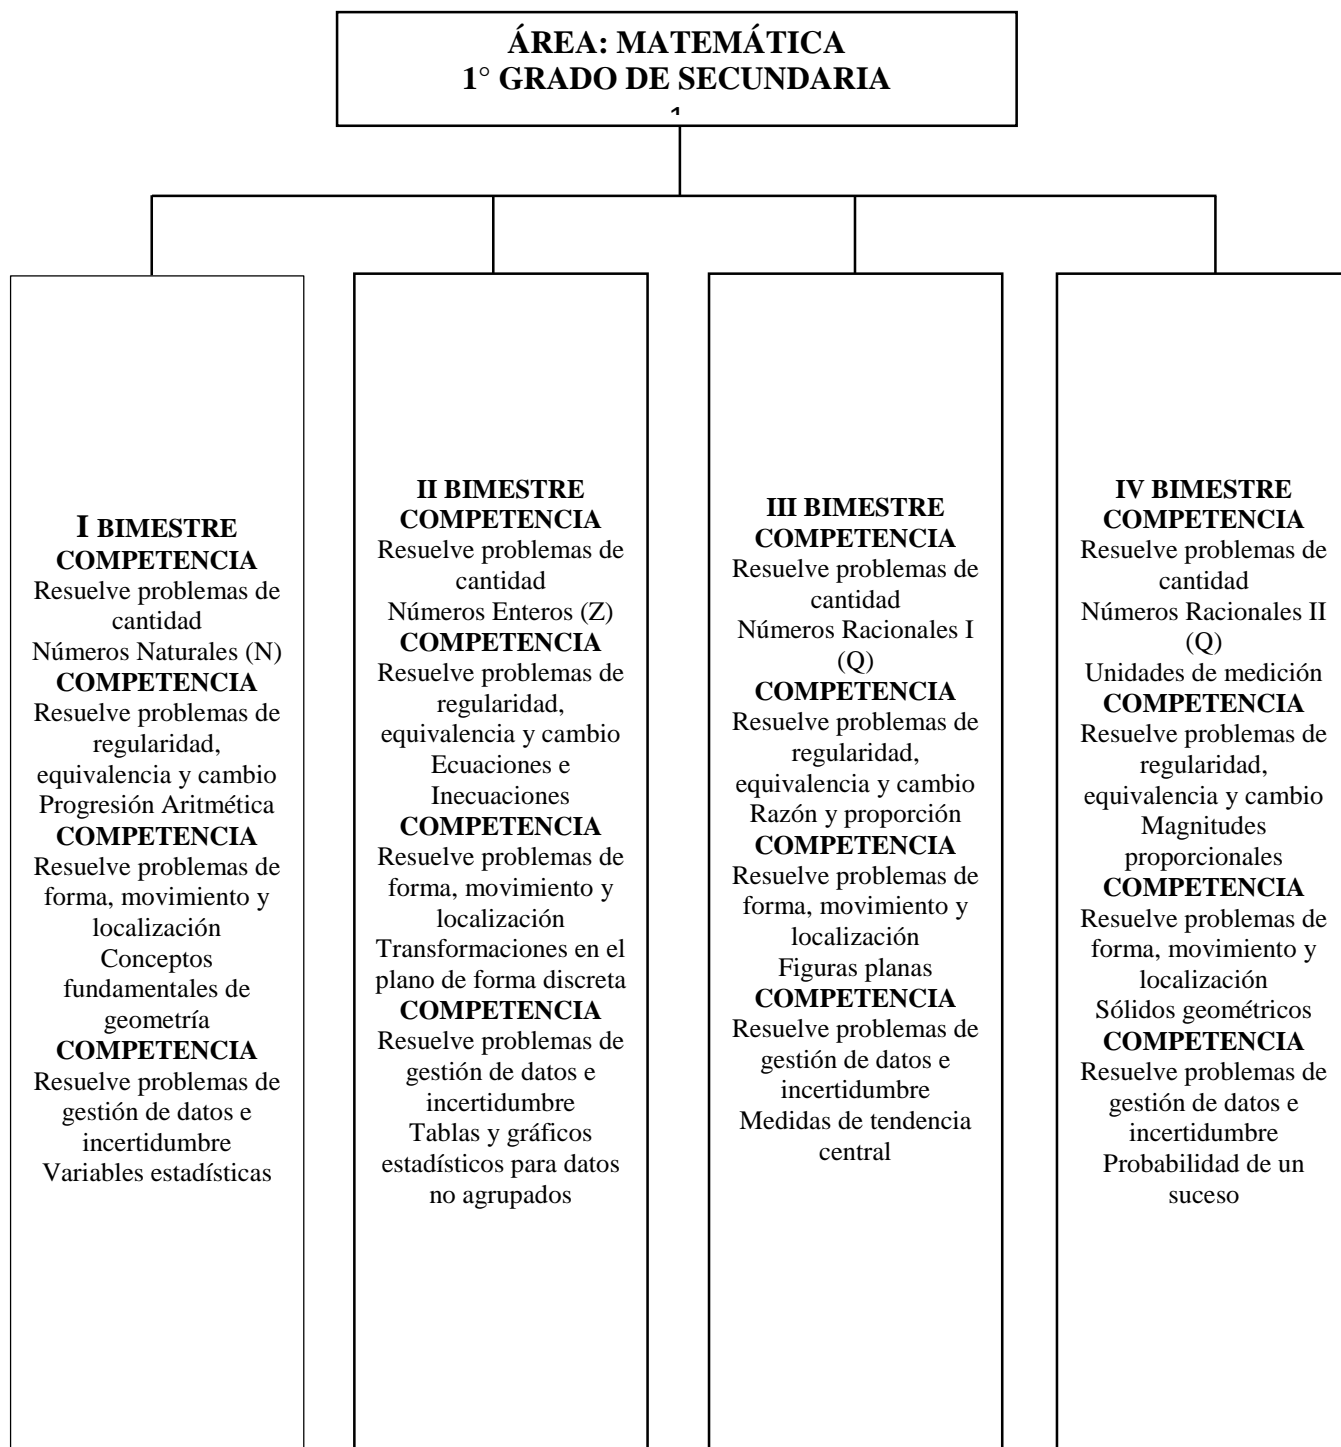 ÁREA: MATEMÁTICA
1° GRADO DE SECUNDARIA
I BIMESTRE
COMPETENCIA
Resuelve problemas de
cantidad
Números Naturales (N)
COMPETENCIA
Resuelve problemas de
regularidad,
equivalencia y cambio
Progresión Aritmética
COMPETENCIA
Resuelve problemas de
forma, movimiento y
localización
Conceptos
fundamentales de
geometría
COMPETENCIA
Resuelve problemas de
gestión de datos e
incertidumbre
Variables estadísticas
II BIMESTRE
COMPETENCIA
Resuelve problemas de
cantidad
Números Enteros (Z)
COMPETENCIA
Resuelve problemas de
regularidad,
equivalencia y cambio
Ecuaciones e
Inecuaciones
COMPETENCIA
Resuelve problemas de
forma, movimiento y
localización
Transformaciones en el
plano de forma discreta
COMPETENCIA
Resuelve problemas de
gestión de datos e
incertidumbre
Tablas y gráficos
estadísticos para datos
no agrupados
III BIMESTRE
COMPETENCIA
Resuelve problemas de
cantidad
Números Racionales I
(Q)
COMPETENCIA
Resuelve problemas de
regularidad,
equivalencia y cambio
Razón y proporción
COMPETENCIA
Resuelve problemas de
forma, movimiento y
localización
Figuras planas
COMPETENCIA
Resuelve problemas de
gestión de datos e
incertidumbre
Medidas de tendencia
central
IV BIMESTRE
COMPETENCIA
Resuelve problemas de
cantidad
Números Racionales II
(Q)
Unidades de medición
COMPETENCIA
Resuelve problemas de
regularidad,
equivalencia y cambio
Magnitudes
proporcionales
COMPETENCIA
Resuelve problemas de
forma, movimiento y
localización
Sólidos geométricos
COMPETENCIA
Resuelve problemas de
gestión de datos e
incertidumbre
Probabilidad de un
suceso